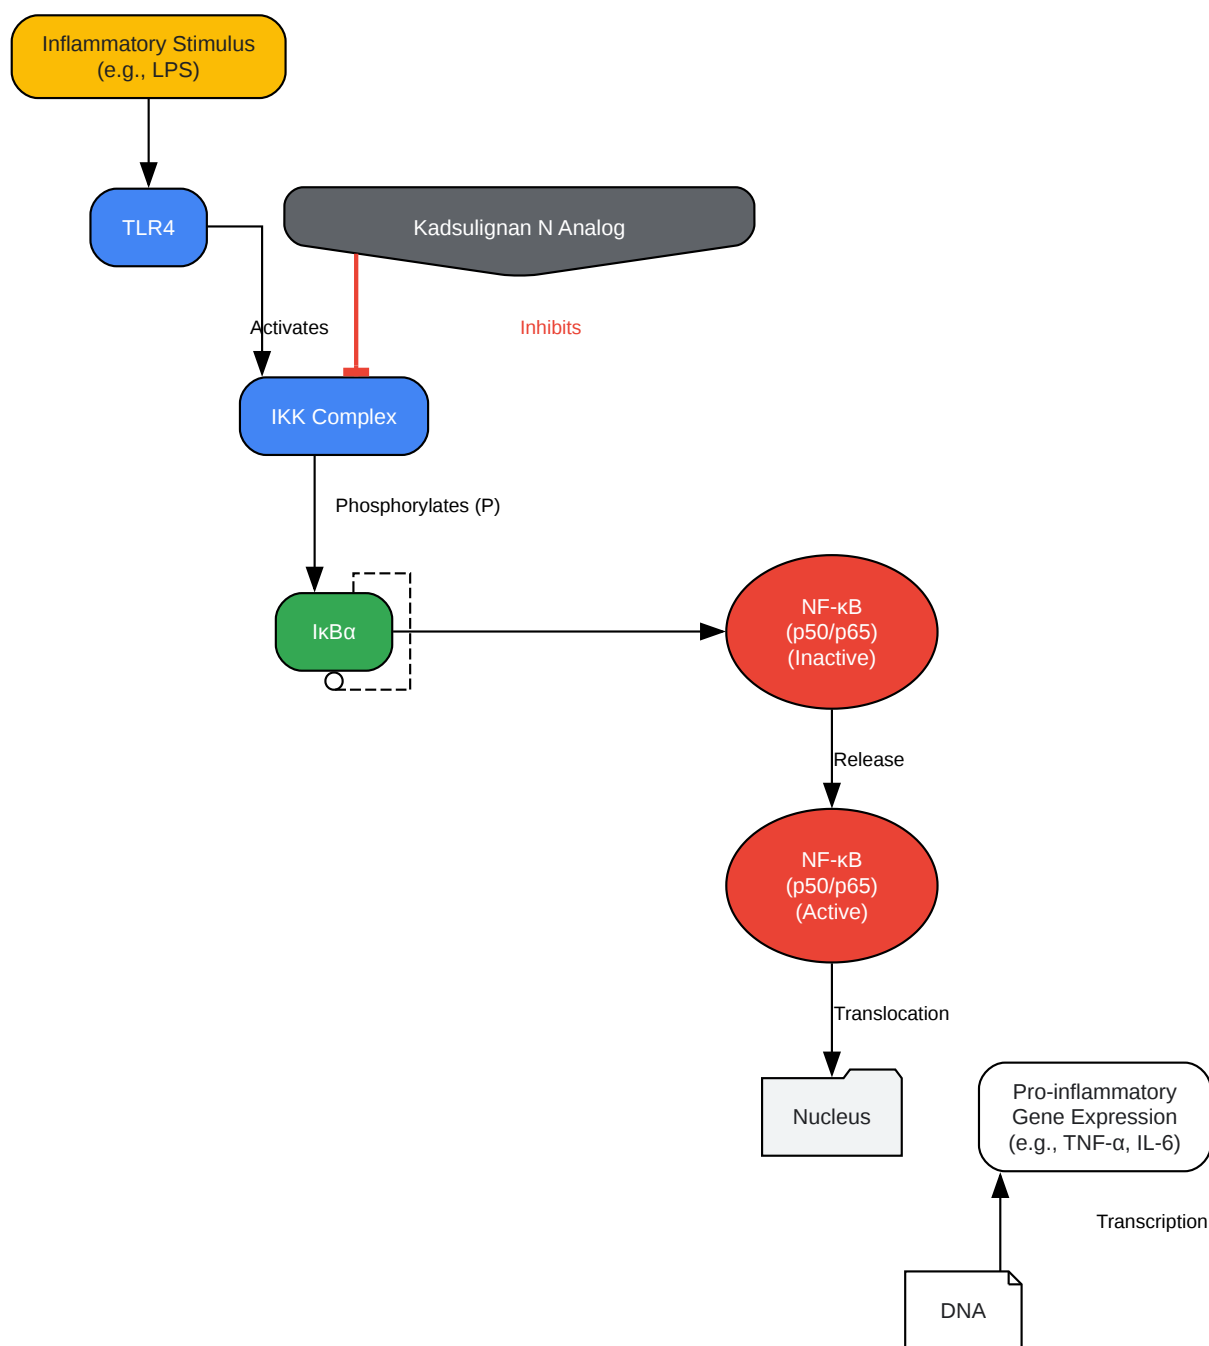 Inflammatory Stimulus
(e.g., LPS)
TLR4
Kadsulignan N Analog
Activates
Inhibits
IKK Complex
Phosphorylates (P)
IκBα
NF-κB
(p50/p65)
(Inactive)
Release
NF-κB
(p50/p65)
(Active)
Translocation
Nucleus
Pro-inflammatory
Gene Expression
(e.g., TNF-α, IL-6)
Transcription
DNA